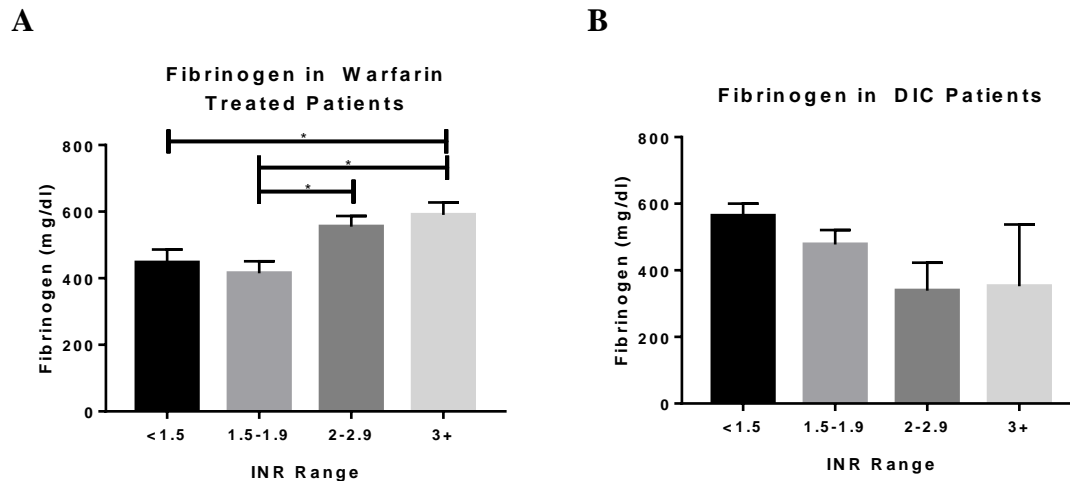 A
Fibrinogen in Warfarin
Treated Patients
*
*
*
800
600
400
200
0
Fibrinogen (mg/dl)
<1.5 1.5-1.9 2-2.9 3+
INR Range
B
Fibrinogen in DIC Patients
800
600
400
200
0
Fibrinogen (mg/dl)
<1.5 1.5-1.9 2-2.9 3+
INR Range